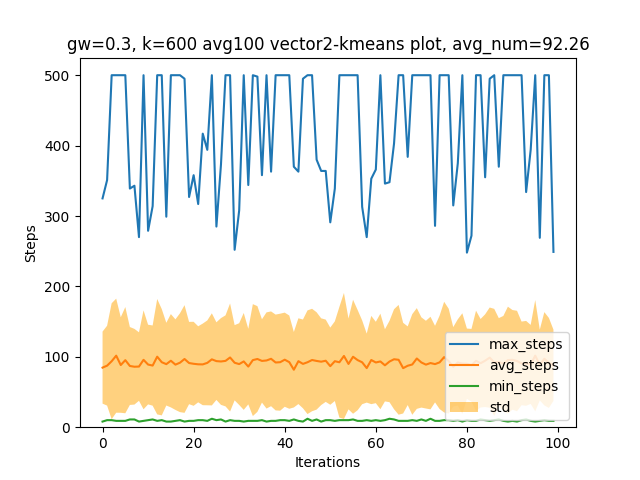 gw=0.3, k=600 avg100 vector2-kmeans plot, avg_num=92.26
500
400
300
200
100
0
Steps
max_steps
avg_steps
min_steps
std
0 20 40 60 80 100
Iterations